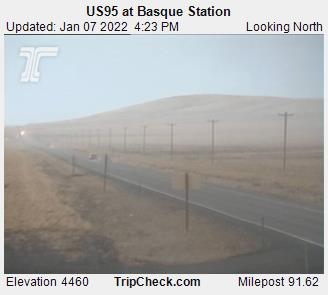 US95 at Basque Station
Updated: Jan 07 2022 4:23 PM Looking North
Elevation 4460 TripCheck.com Milepost 91.62